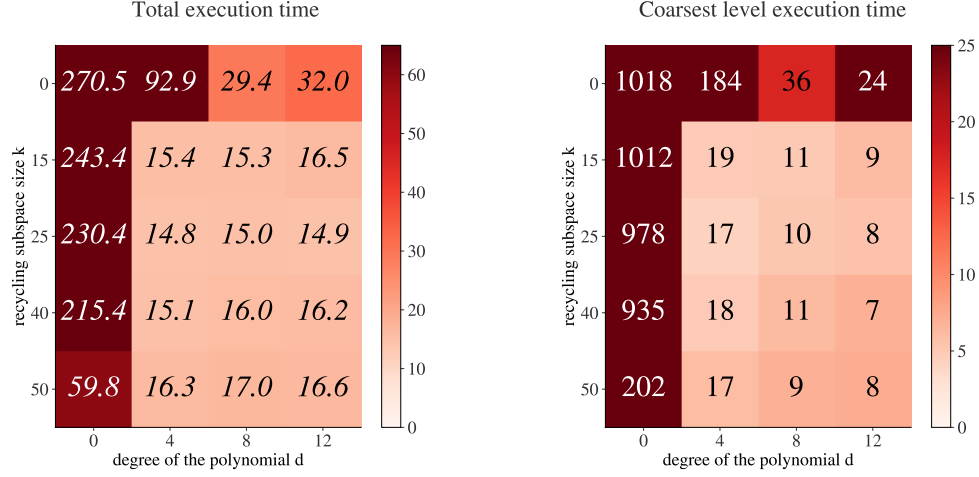 Total execution time
Coarsest level execution time
recycling subspace size k
0
15
25
40
50
270.5 92.9 29.4 32.0
243.4 15.4 15.3 16.5
230.4 14.8 15.0 14.9
215.4 15.1 16.0 16.2
59.8 16.3 17.0 16.6
0 4 8 12
degree of the polynomial d
60
50
40
30
20
10
0
recycling subspace size k
0
15
25
40
50
1018 184 36 24
1012 19 11 9
978 17 10 8
935 18 11 7
202 17 9 8
0 4 8 12
degree of the polynomial d
25
20
15
10
5
0